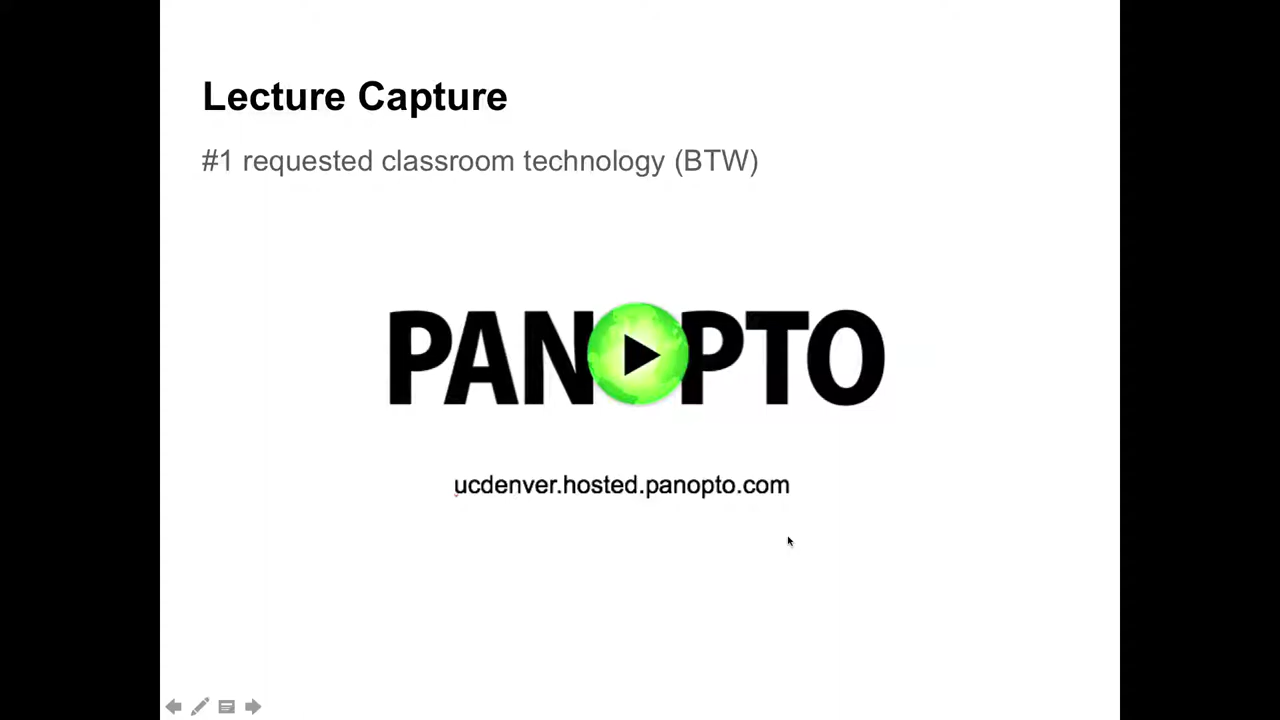 Lecture Capture
#1 requested classroom technology (BTW)
PANOPTO
ucdenver.hosted.panopto.com